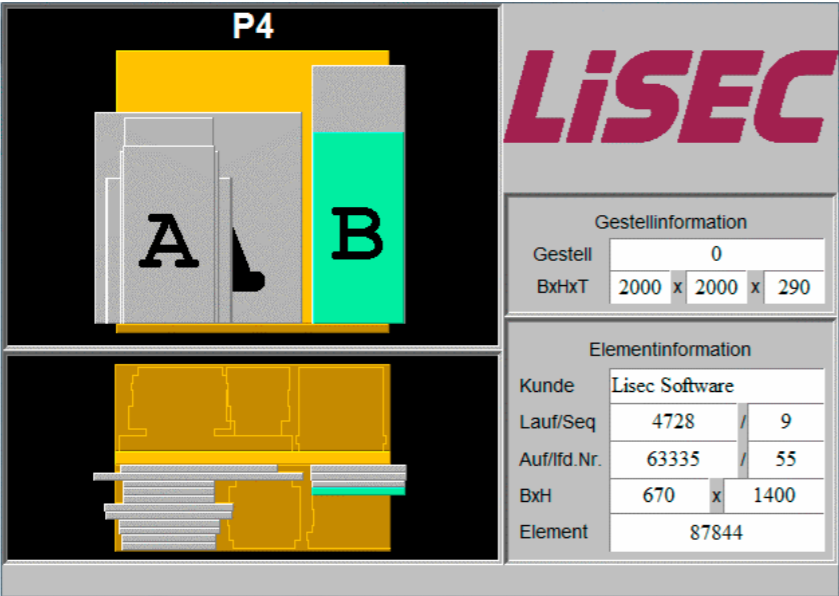 P4
A
B
LiSEC
Gestellinformation
Gestell 0
BxHxT 2000 x 2000 x 290
Elementinformation
Kunde Lisec Software
Lauf/Seq 4728 / 9
Auf/lfd.Nr. 63335 / 55
BxH 670 x 1400
Element 87844